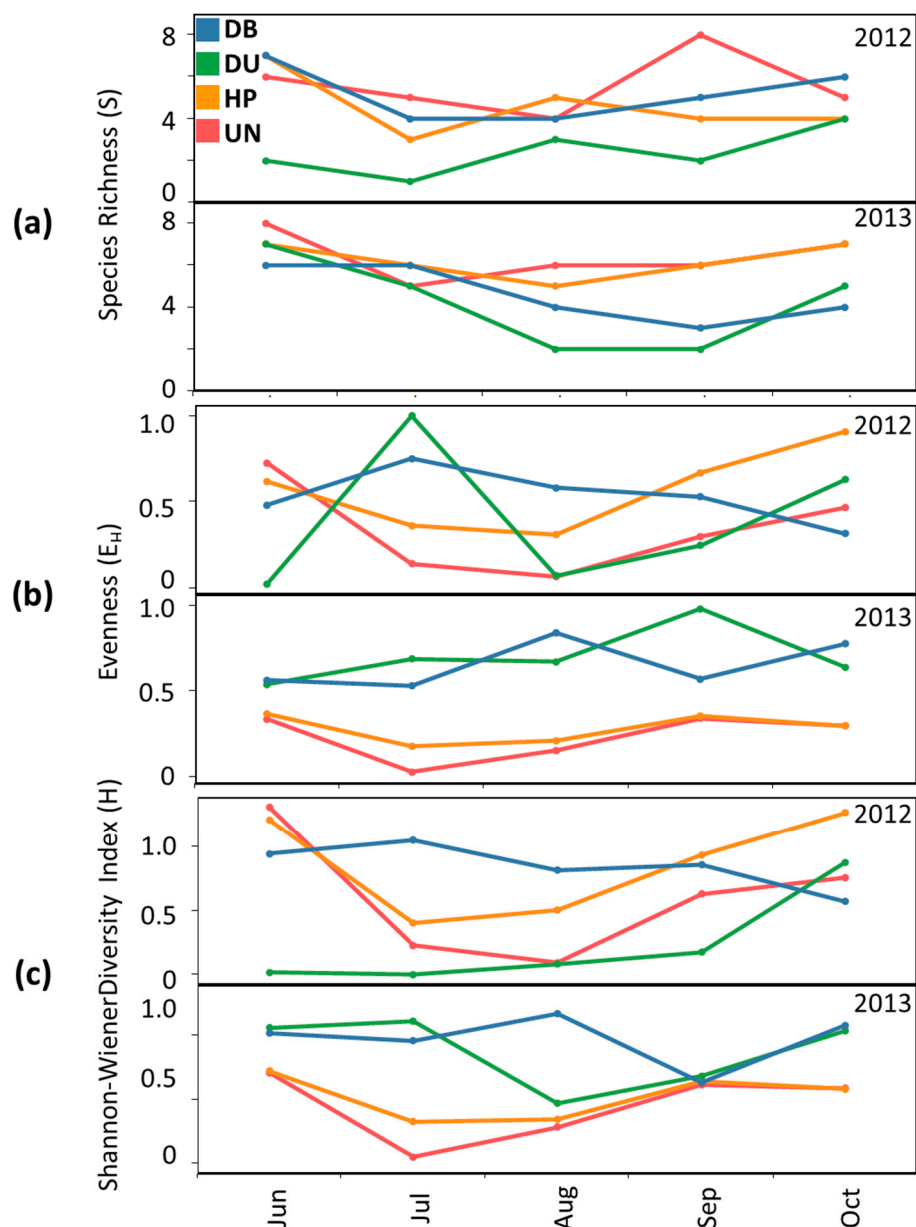 DB
DU
HP
UN
2012
8
4
0
(a)
Species Richness (S)
2013
8
4
0
2012
1.0
0.5
0
(b)
Evenness (EH)
2013
1.0
0.5
0
2012
1.0
0.5
0
(c)
Shannon-WienerDiversity Index (H)
2013
1.0
0.5
0
Jun
Jul
Aug
Sep
Oct